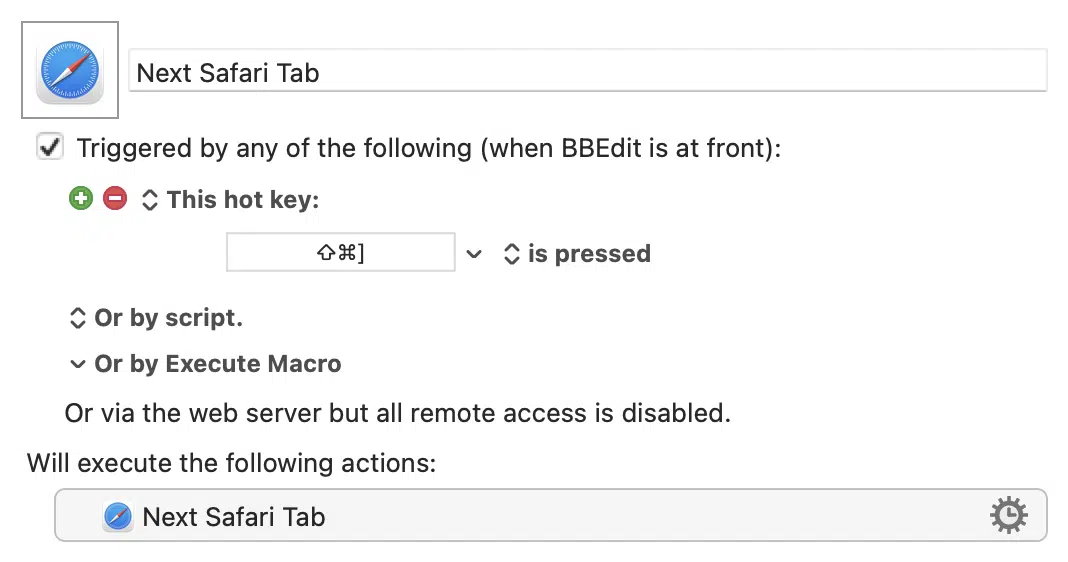 Next Safari Tab
Triggered by any of the following (when BBEdit is at front):
This hot key:
⇧⌘]
is pressed
Or by script.
Or by Execute Macro
Or via the web server but all remote access is disabled.
Will execute the following actions:
Next Safari Tab